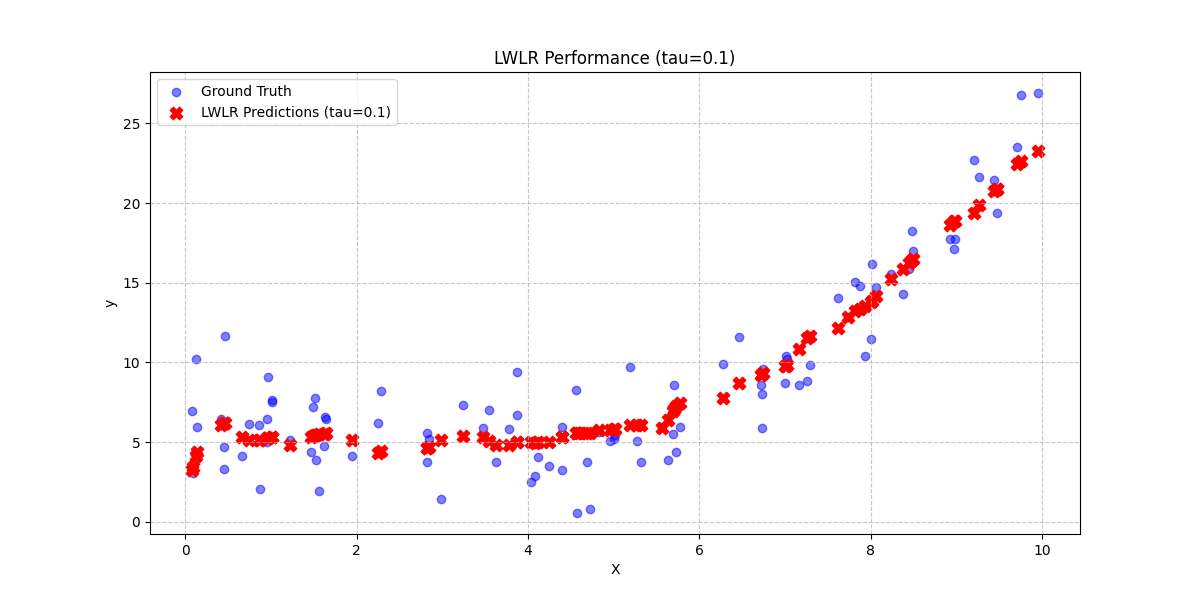 LWLR Performance (tau=0.1)
Ground Truth
LWLR Predictions (tau=0.1)
25
20
15
10
5
0
y
0 2 4 6 8 10
X